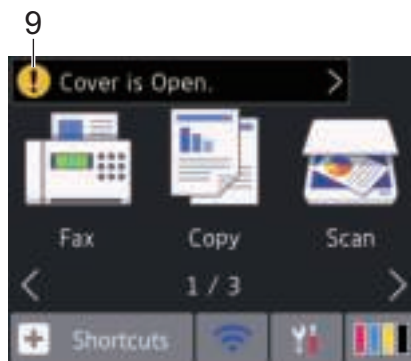 9
Cover is Open.
Fax Copy Scan
1 / 3
Shortcuts